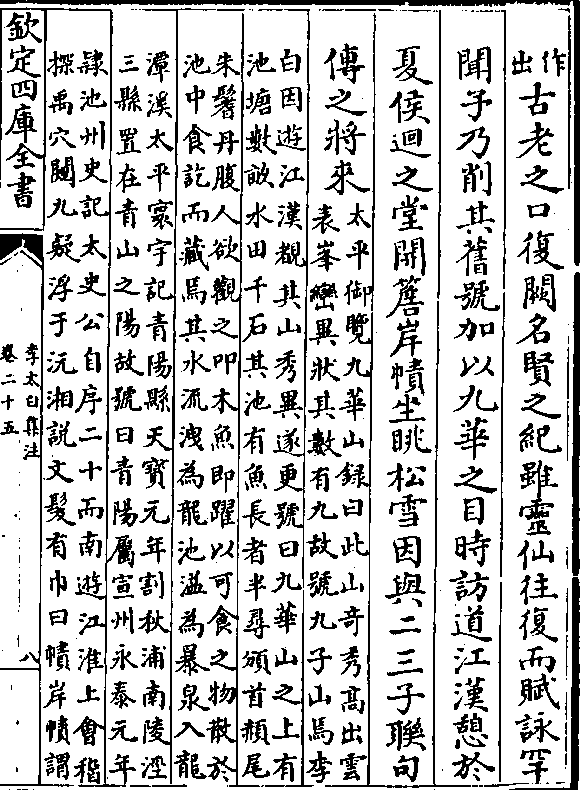 作
出
古老之口復闕名賢之紀雖靈仙往復而賦詠罕
聞予乃削其舊號加以九華之目時訪道江漢憩於
夏侯迴之堂開簷岸幘坐眺松雪因與二三子聯句
傳之將來
太平御覽九華山録曰此山奇秀髙出雲
表峯巒異狀其數有九故號九子山焉李
白因遊江漢覩其山秀異遂更號曰九華山之上有
池塘數畝水田千石其池有魚長者半尋頒首頳尾
朱鬐丹腹人欲觀之叩木魚即躍以可食之物散於
池中食訖而藏焉其水流洩為龍池溢為暴泉入龍
潭溪太平寰宇記青陽縣天寳元年割秋浦南陵涇
三縣置在青山之陽故號曰青陽屬宣州永泰元年
隷池州史記太史公自序二十而南遊江淮上㑹稽
探禹穴闚九疑浮于沅湘説文髮有巾曰幘岸幘謂
欽定四庫全書
李太白集注
卷二十五
八